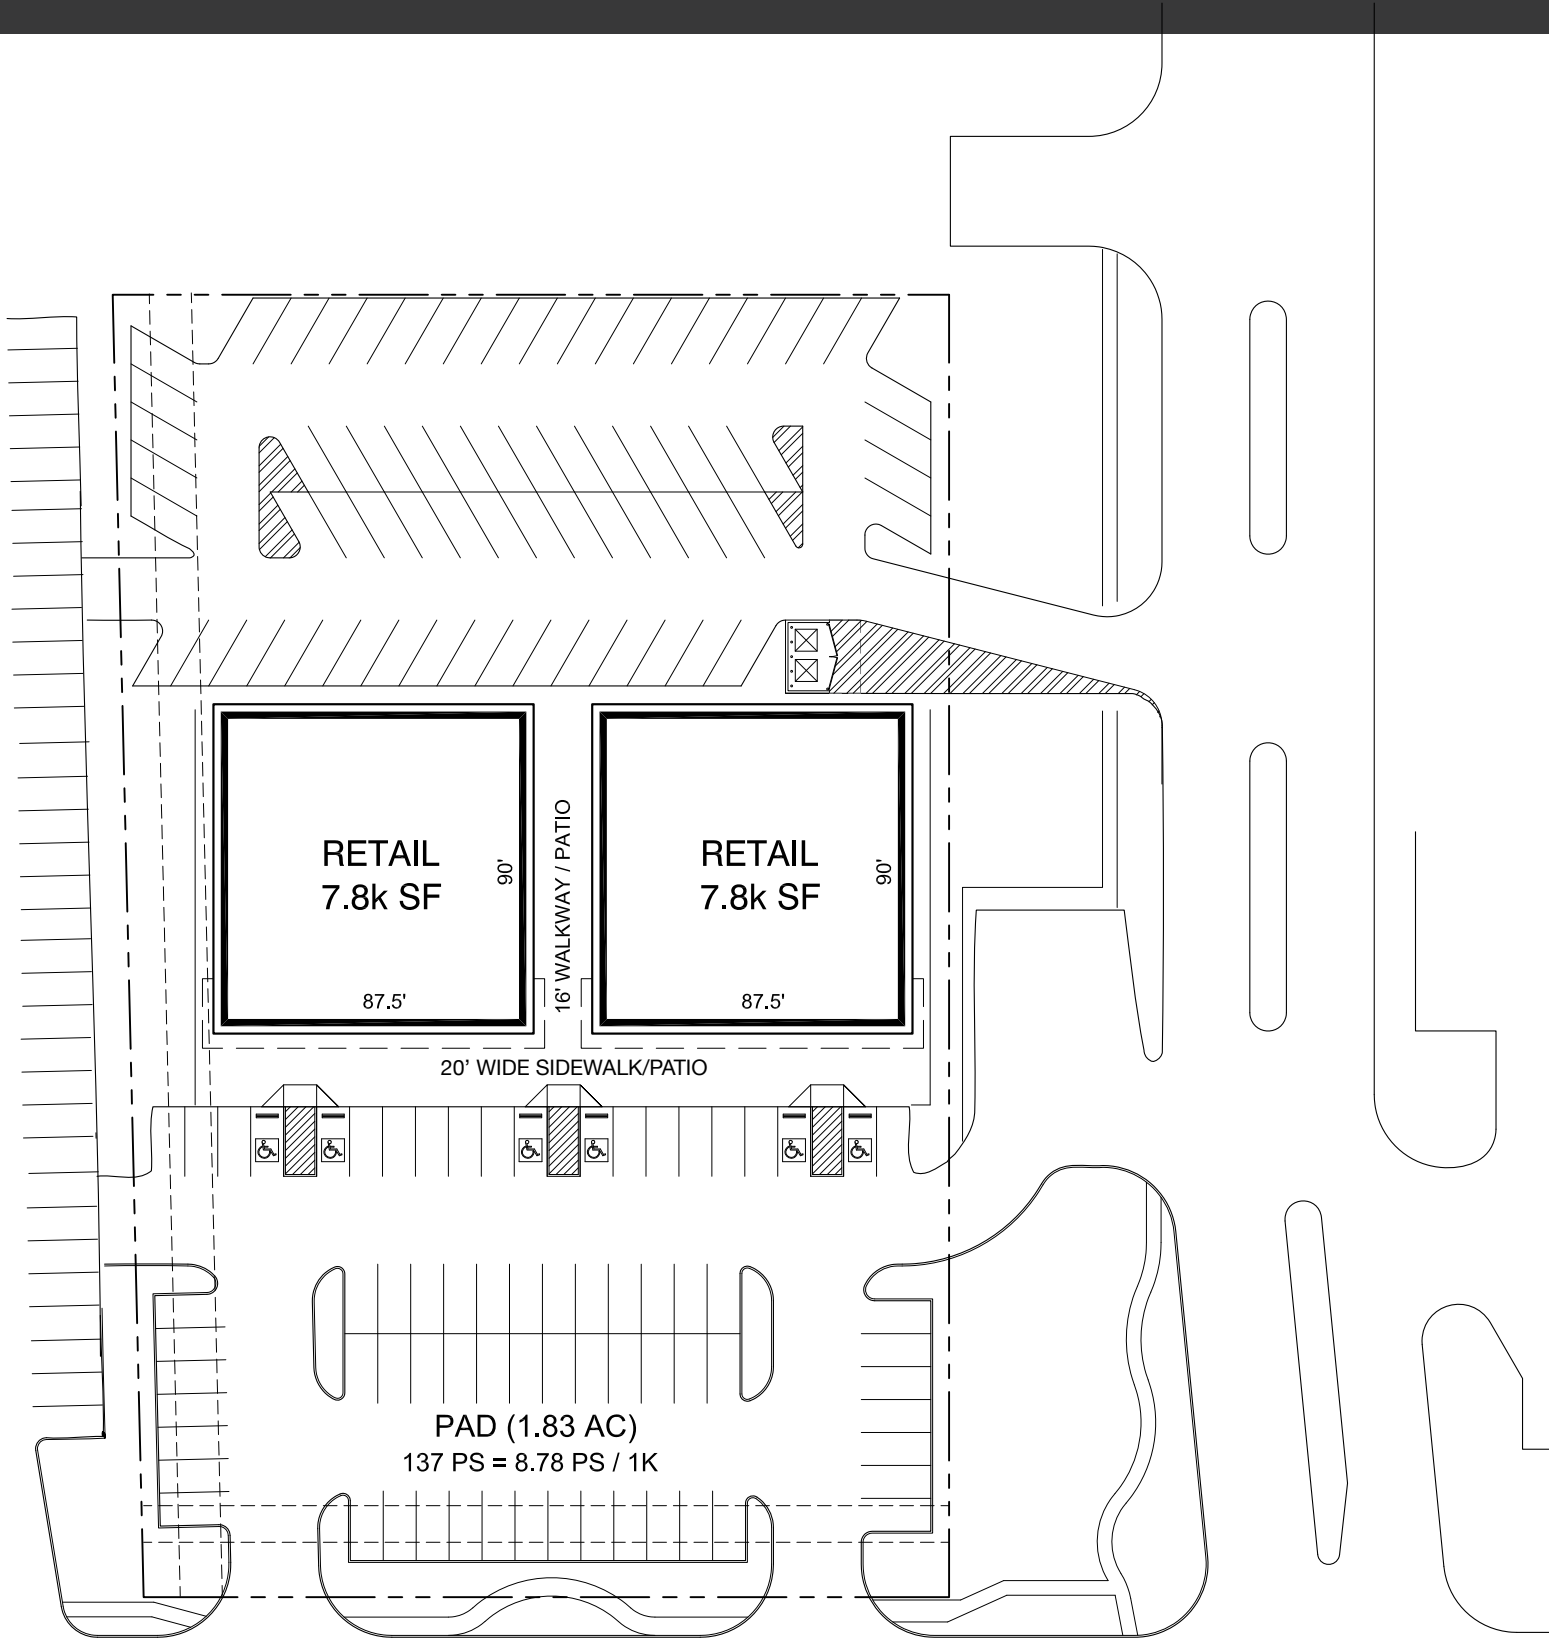 RETAIL
7.8k SF
90'
87.5'
16' WALKWAY / PATIO
RETAIL
7.8k SF
90'
87.5'
20’ WIDE SIDEWALK/PATIO
PAD (1.83 AC)
137 PS = 8.78 PS / 1K